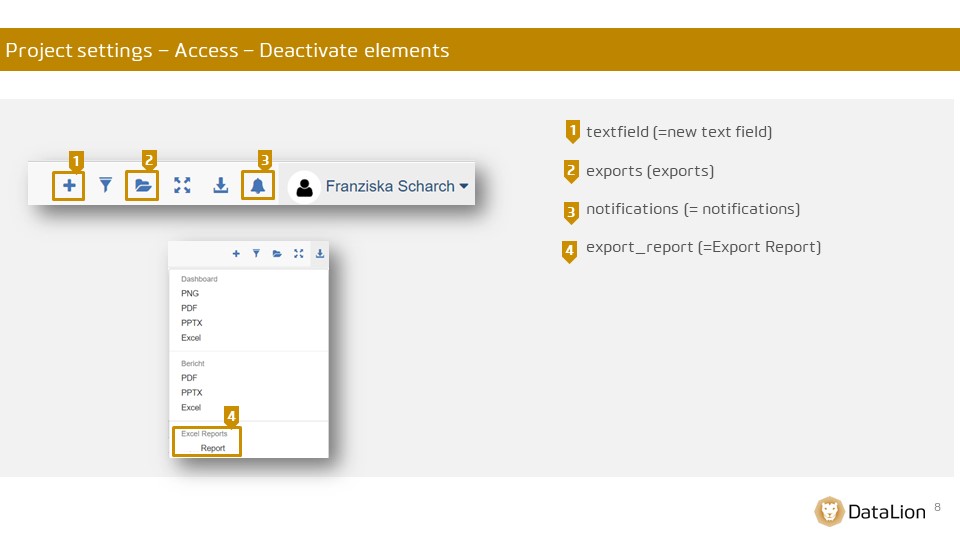 Project settings – Access – Deactivate elements
1 textfield (=new text field)
2 exports (exports)
3 notifications (= notifications)
4 export_report (=Export Report)
1 2 3
Franziska Scharch
Dashboard
PNG
PDF
PPTX
Excel
Bericht
PDF
PPTX
Excel
4
Excel Reports
Report
DataLion 8